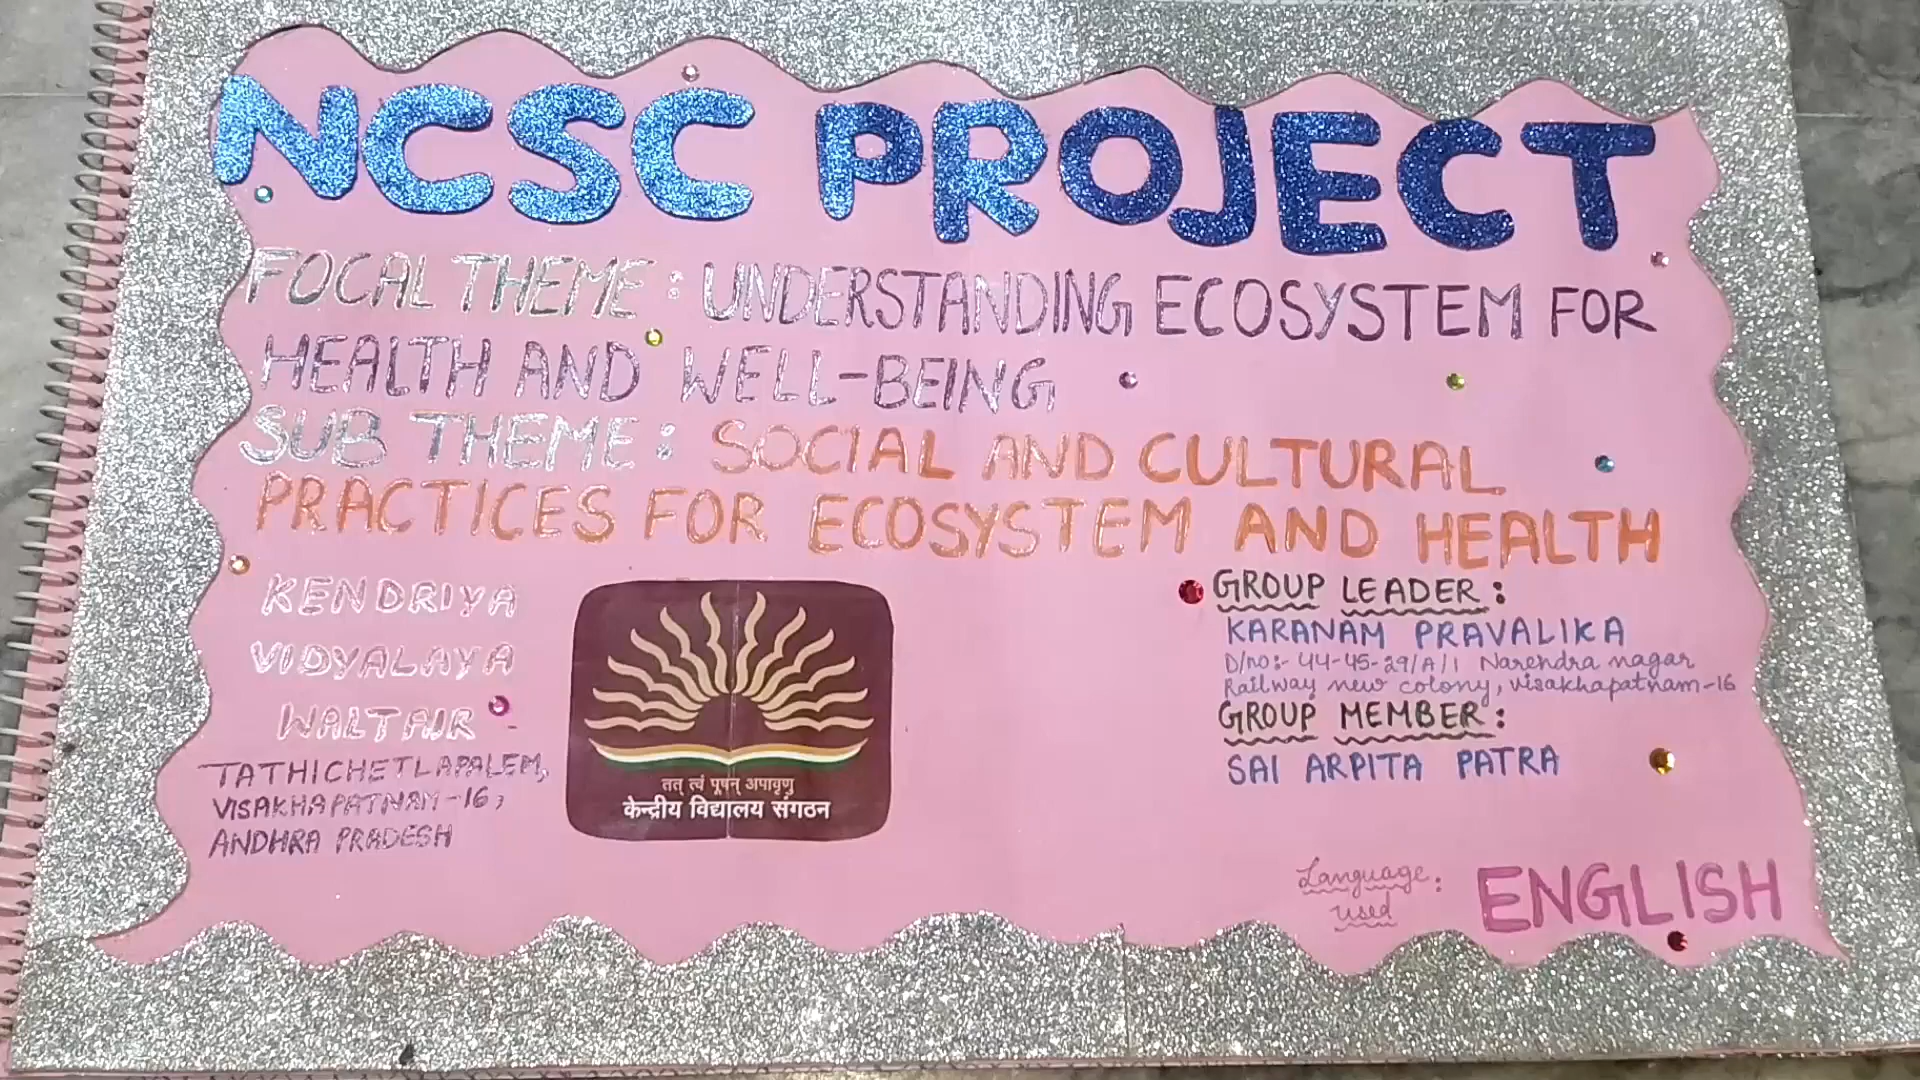 NCSC PROJECT
FOCAL THEME : UNDERSTANDING ECOSYSTEM FOR
HEALTH AND WELL-BEING
SUB THEME : SOCIAL AND CULTURAL
PRACTICES FOR ECOSYSTEM AND HEALTH
KENDRIYA
VIDYALAYA
WALTAIR
TATHICHETLAPALEM,
VISAKHAPATNAM-16,
ANDHRA PRADESH
तत् त्वं पूषन् अपावृणु
केन्द्रीय विद्यालय संगठन
GROUP LEADER :
KARANAM PRAVALIKA
D/no:- 44-45-29/A/1 Narendra nagar
Railway new colony, visakhapatnam-16
GROUP MEMBER :
SAI ARPITA PATRA
Language :
used
ENGLISH